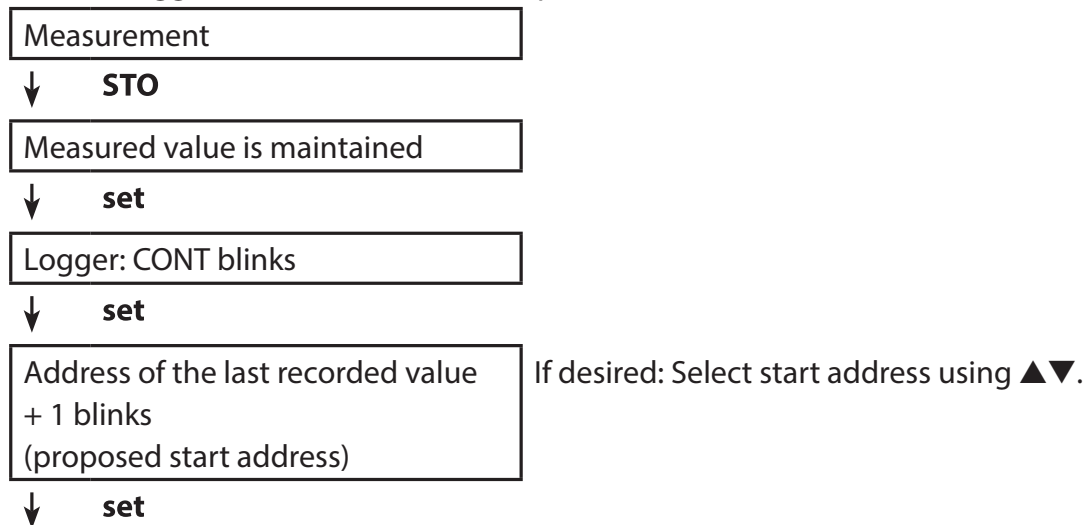 Measurement
↓ STO
Measured value is maintained
↓ set
Logger: CONT blinks
↓ set
Address of the last recorded value
+ 1 blinks
(proposed start address)
If desired: Select start address using ▲▼.
↓ set